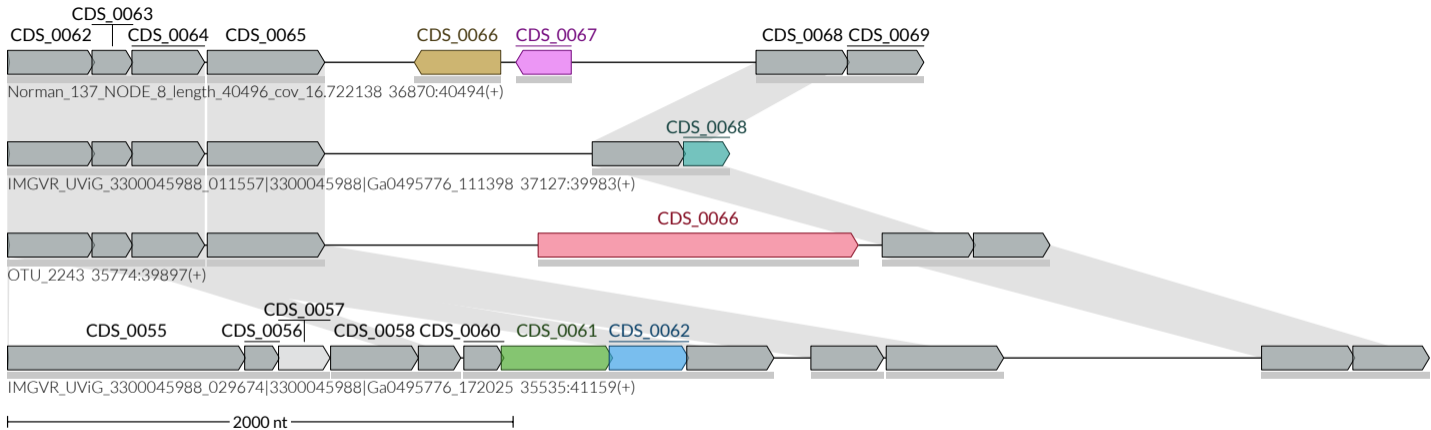 CDS_0063
CDS_0062 CDS_0064 CDS_0065 CDS_0066 CDS_0067 CDS_0068 CDS_0069
Norman_137_NODE_8_length_40496_cov_16.722138 36870:40494(+)
CDS_0068
IMGVR_UViG_3300045988_011557|3300045988|Ga0495776_111398 37127:39983(+)
CDS_0066
OTU_2243 35774:39897(+)
CDS_0057
CDS_0055 CDS_0056 CDS_0058 CDS_0060 CDS_0061 CDS_0062
IMGVR_UViG_3300045988_029674|3300045988|Ga0495776_172025 35535:41159(+)
2000 nt